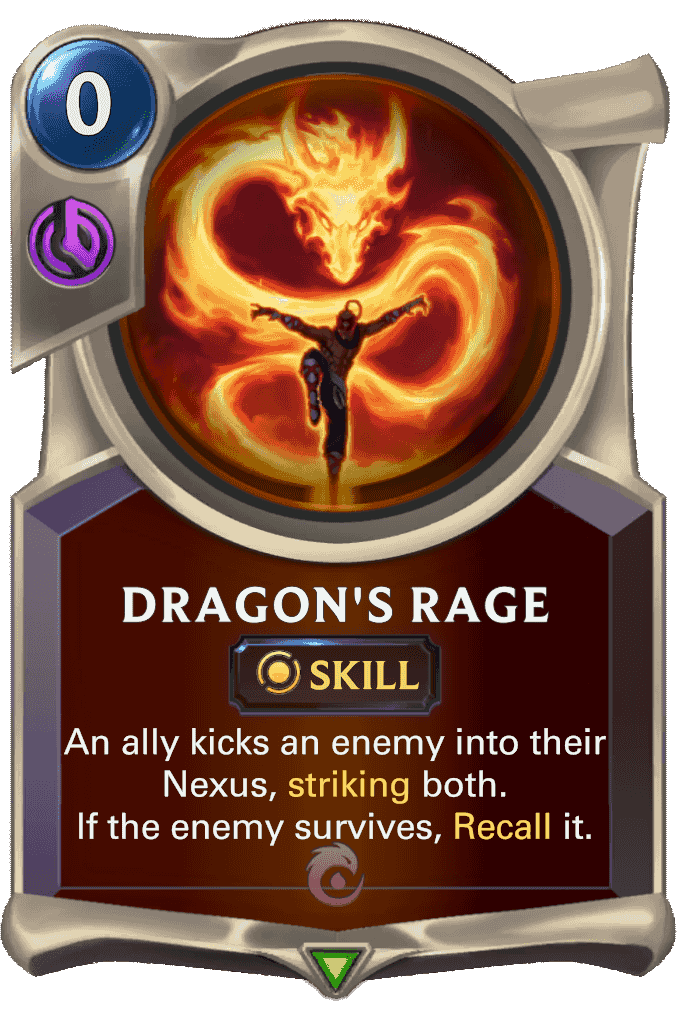 0
DRAGON'S RAGE
SKILL
An ally kicks an enemy into their
Nexus, striking both.
If the enemy survives, Recall it.